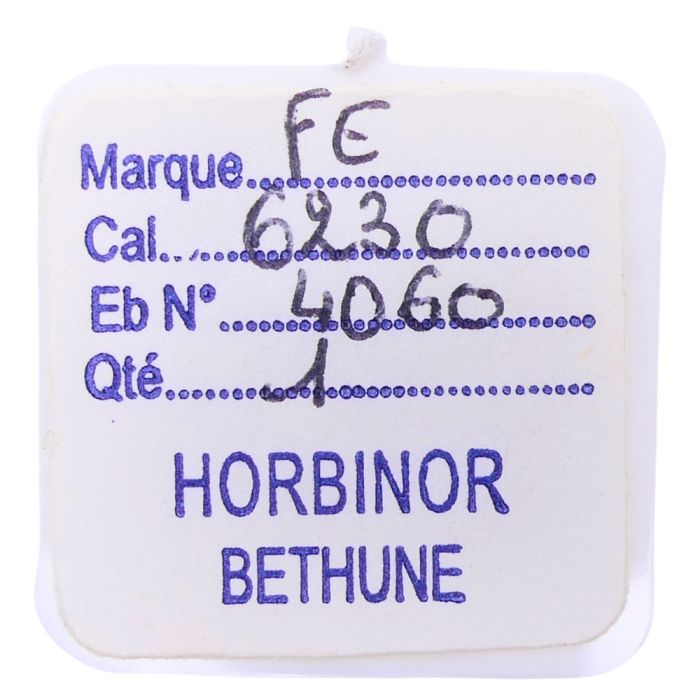 Marque FE
Cal. 6230
Eb N° 4060
Qté 1
HORBINOR
BETHUNE